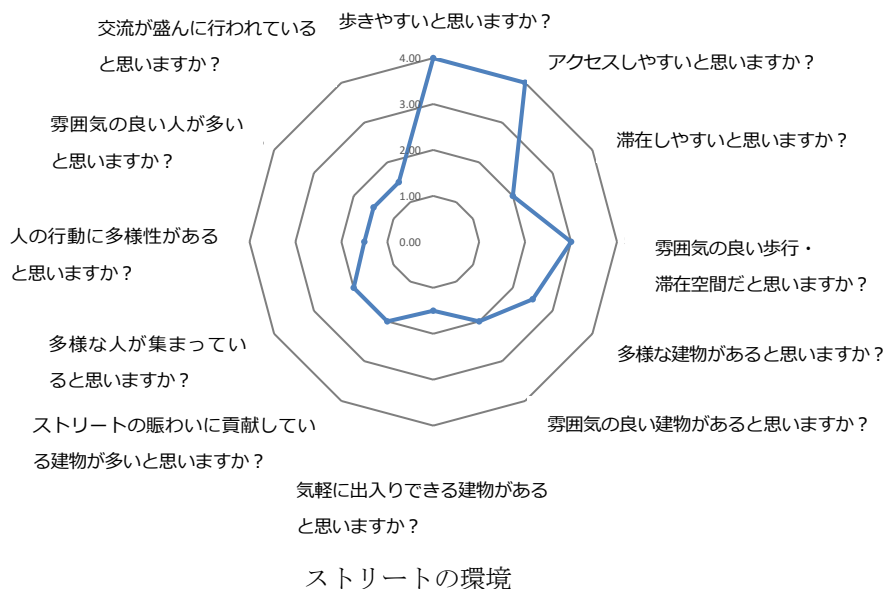 歩きやすいと思いますか？
アクセスしやすいと思いますか？
滞在しやすいと思いますか？
雰囲気の良い歩行・
滞在空間だと思いますか？
多様な建物があると思いますか？
雰囲気の良い建物があると思いますか？
気軽に出入りできる建物がある
と思いますか？
ストリートの賑わいに貢献してい
る建物が多いと思いますか？
多様な人が集まってい
ると思いますか？
人の行動に多様性がある
と思いますか？
雰囲気の良い人が多い
と思いますか？
交流が盛んに行われている
と思いますか？
4.00
3.00
2.00
1.00
0.00
ストリートの環境